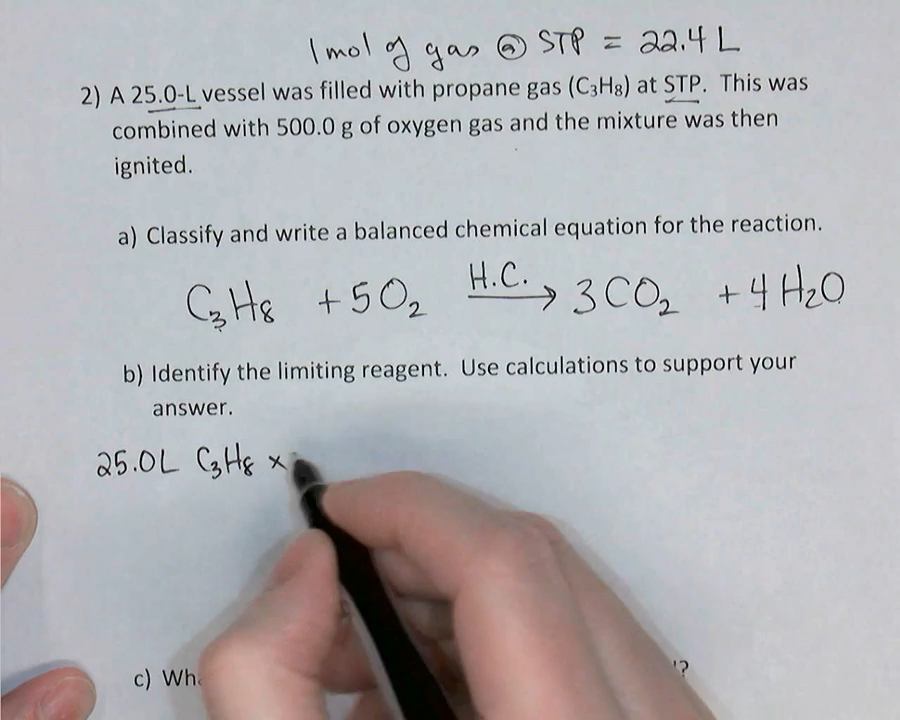 1 mol of gas @ STP = 22.4 L
2) A 25.0-L vessel was filled with propane gas (C₃H₈) at STP. This was
combined with 500.0 g of oxygen gas and the mixture was then
ignited.
a) Classify and write a balanced chemical equation for the reaction.
C₃H₈ + 5O₂ H.C. → 3CO₂ + 4H₂O
b) Identify the limiting reagent. Use calculations to support your
answer.
25.0L C₃H₈ ×
c)